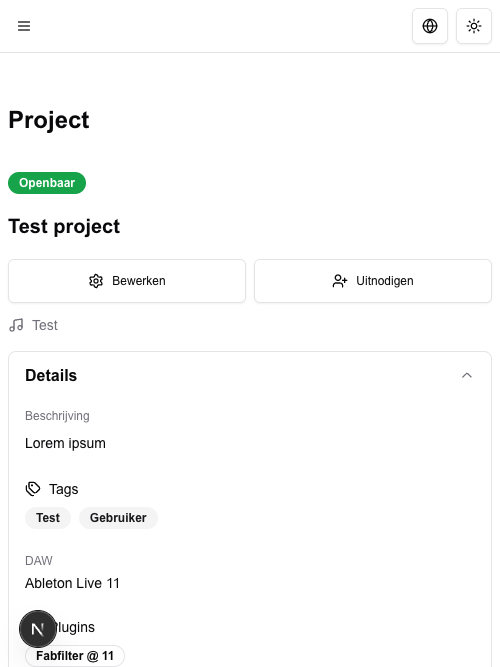 Project
Openbaar
Test project
Bewerken
Uitnodigen
Test
Details
Beschrijving
Lorem ipsum
Tags
Test Gebruiker
DAW
Ableton Live 11
N
Fabfilter @ 11